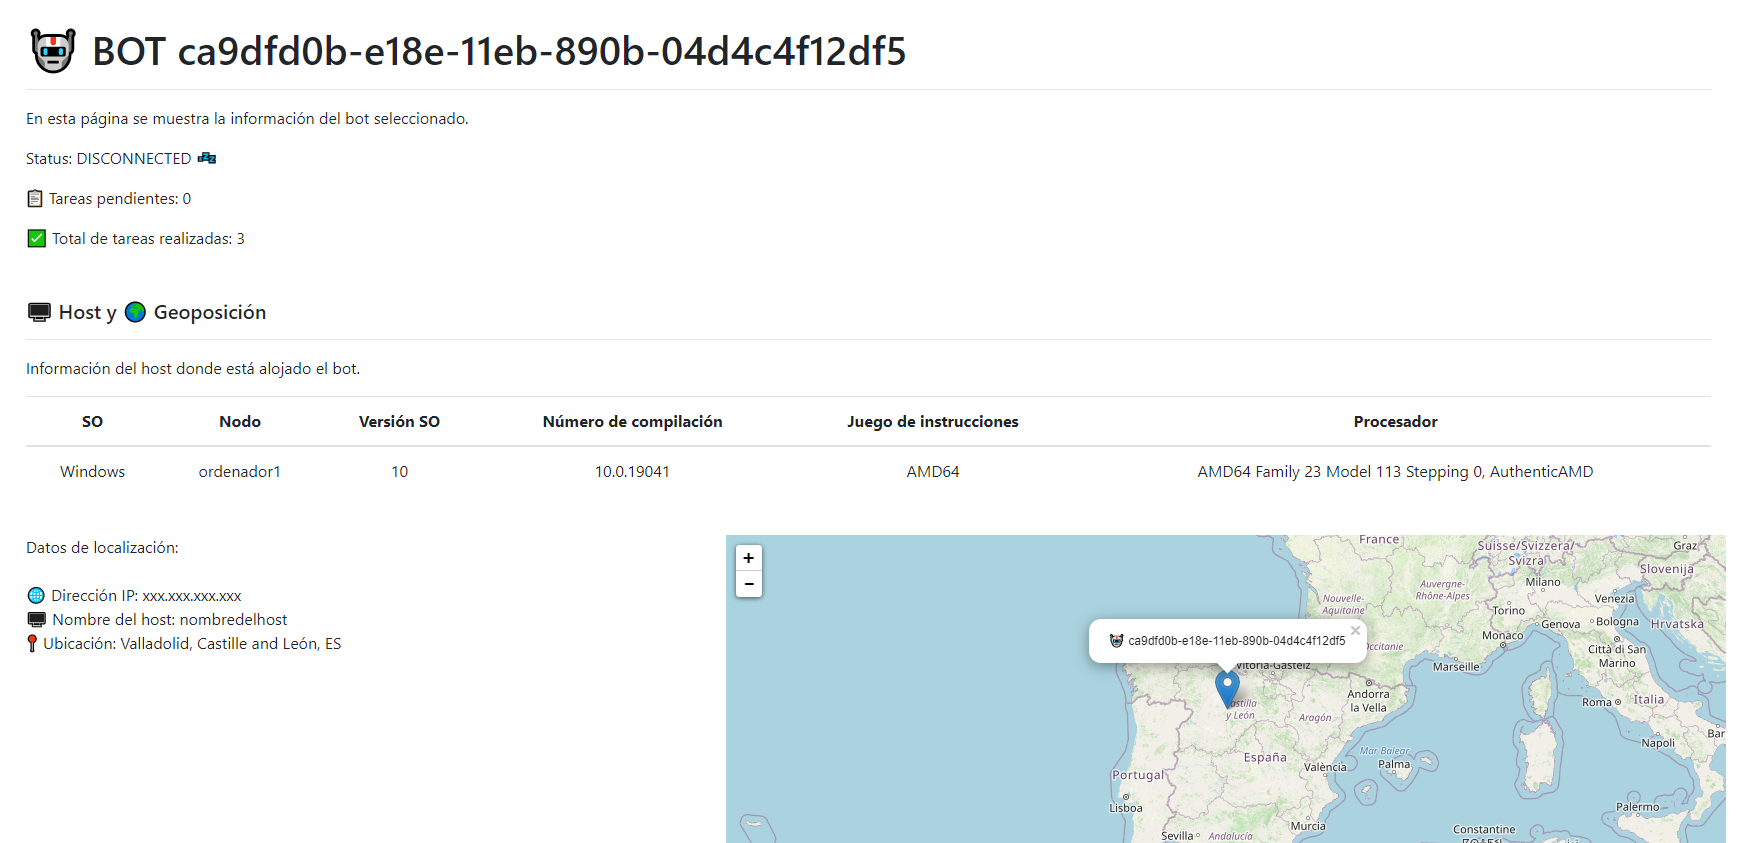 BOT ca9dfd0b-e18e-11eb-890b-04d4c4f12df5
En esta página se muestra la información del bot seleccionado.
Status: DISCONNECTED
Tareas pendientes: 0
Total de tareas realizadas: 3
Host y Geoposición
Información del host donde está alojado el bot.
SO Nodo Versión SO Número de compilación Juego de instrucciones Procesador
Windows ordenador1 10 10.0.19041 AMD64 AMD64 Family 23 Model 113 Stepping 0, AuthenticAMD
Datos de localización:
Dirección IP: xxx.xxx.xxx.xxx
Nombre del host: nombredelhost
Ubicación: Valladolid, Castille and León, ES
+
−
France
Suisse/Svizzera/
Svizra
Graz
Slovenija
Auvergne-
Rhône-Alpes
Milano
Nouvelle-
Aquitaine
Torino
Venezia
Genova
Bologna
Hrvatska
Monaco
ca9dfd0b-e18e-11eb-890b-04d4c4f12df5
×
Occitanie
Città di San
Marino
Marseille
Vitoria-Gasteiz
Andorra
la Vella
Castilla
y León
Aragón
Roma
Italia
Napoli
Bar
Mar Balear
España
València
Palma
Portugal
Lisboa
Palermo
Murcia
Sevilla
Andalucía
Constantine